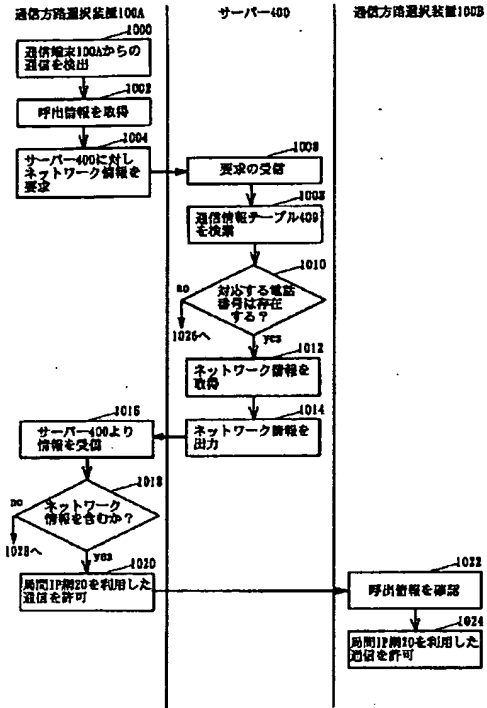 通信方路選択装置100A
サーバー400
通信方路選択装置100B
1000
通信端末100Aからの
通信を検出
1002
呼出情報を取得
1004
サーバー400に対し
ネットワーク情報を
要求
1006
要求の受信
1008
通信情報テーブル409
を検索
1010
対応する電話
番号は存在
する?
no
1026へ
yes
1012
ネットワーク情報を
取得
1014
ネットワーク情報を
出力
1016
サーバー400より
情報を受信
1018
ネットワーク
情報を含むか?
no
1028へ
yes
1020
局間IP網20を利用した
通信を許可
1022
呼出情報を確認
1024
局間IP網20を利用した
通信を許可